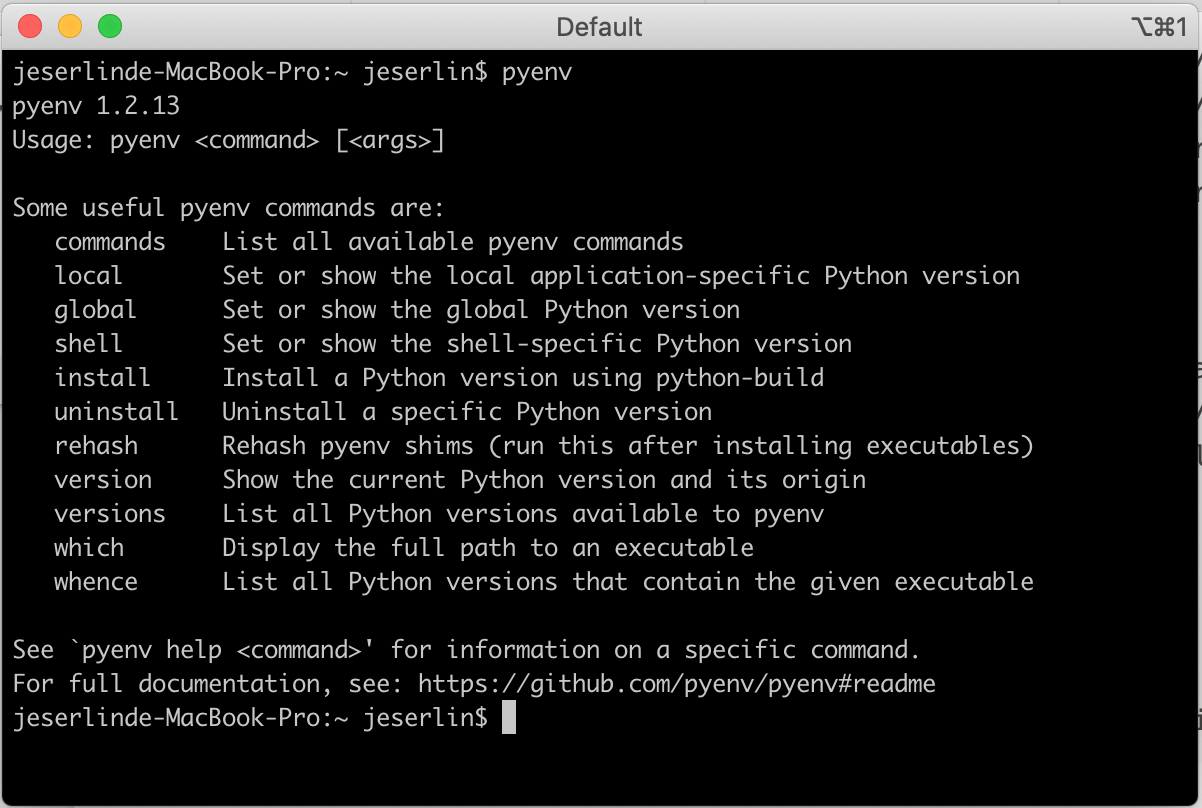 Default
⌥⌘1
jeserlinde-MacBook-Pro:~ jeserlin$ pyenv
pyenv 1.2.13
Usage: pyenv <command> [<args>]
Some useful pyenv commands are:
commands    List all available pyenv commands
local       Set or show the local application-specific Python version
global      Set or show the global Python version
shell       Set or show the shell-specific Python version
install     Install a Python version using python-build
uninstall   Uninstall a specific Python version
rehash      Rehash pyenv shims (run this after installing executables)
version     Show the current Python version and its origin
versions    List all Python versions available to pyenv
which       Display the full path to an executable
whence      List all Python versions that contain the given executable
See `pyenv help <command>' for information on a specific command.
For full documentation, see: https://github.com/pyenv/pyenv#readme
jeserlinde-MacBook-Pro:~ jeserlin$